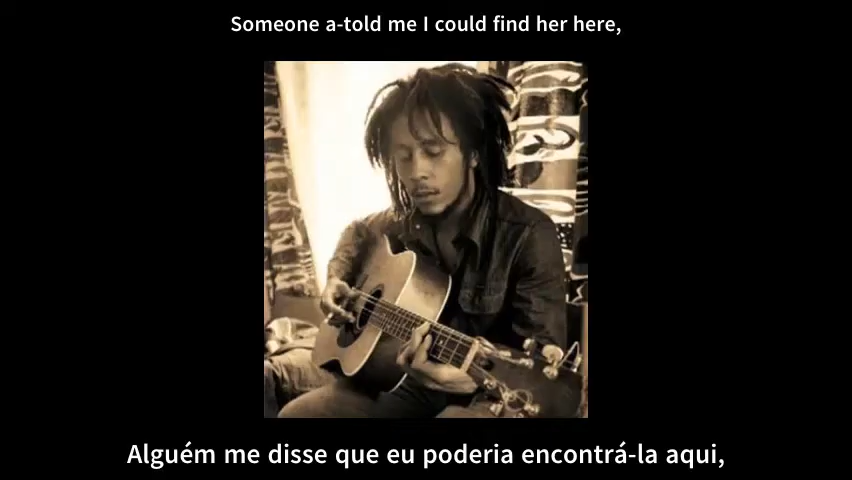 Someone a-told me I could find her here,
Alguém me disse que eu poderia encontrá-la aqui,